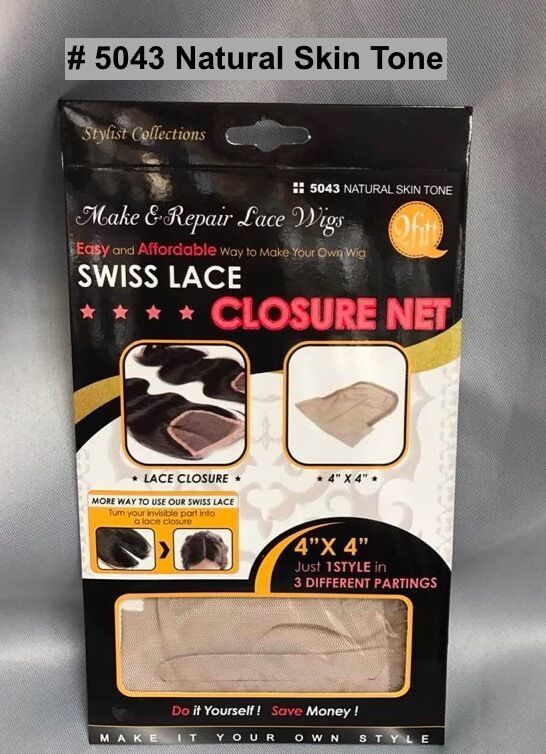 # 5043 Natural Skin Tone
Stylist Collections
5043 NATURAL SKIN TONE
Make & Repair Lace Wigs
Qfitt
Easy and Affordable Way to Make Your Own Wig
SWISS LACE
★ ★ ★ ★ CLOSURE NET
★ LACE CLOSURE ★
★ 4" X 4" ★
MORE WAY TO USE OUR SWISS LACE
Turn your invisible part into
a lace closure
4"X 4"
Just 1STYLE in
3 DIFFERENT PARTINGS
Do it Yourself ! Save Money !
MAKE IT YOUR OWN STYLE